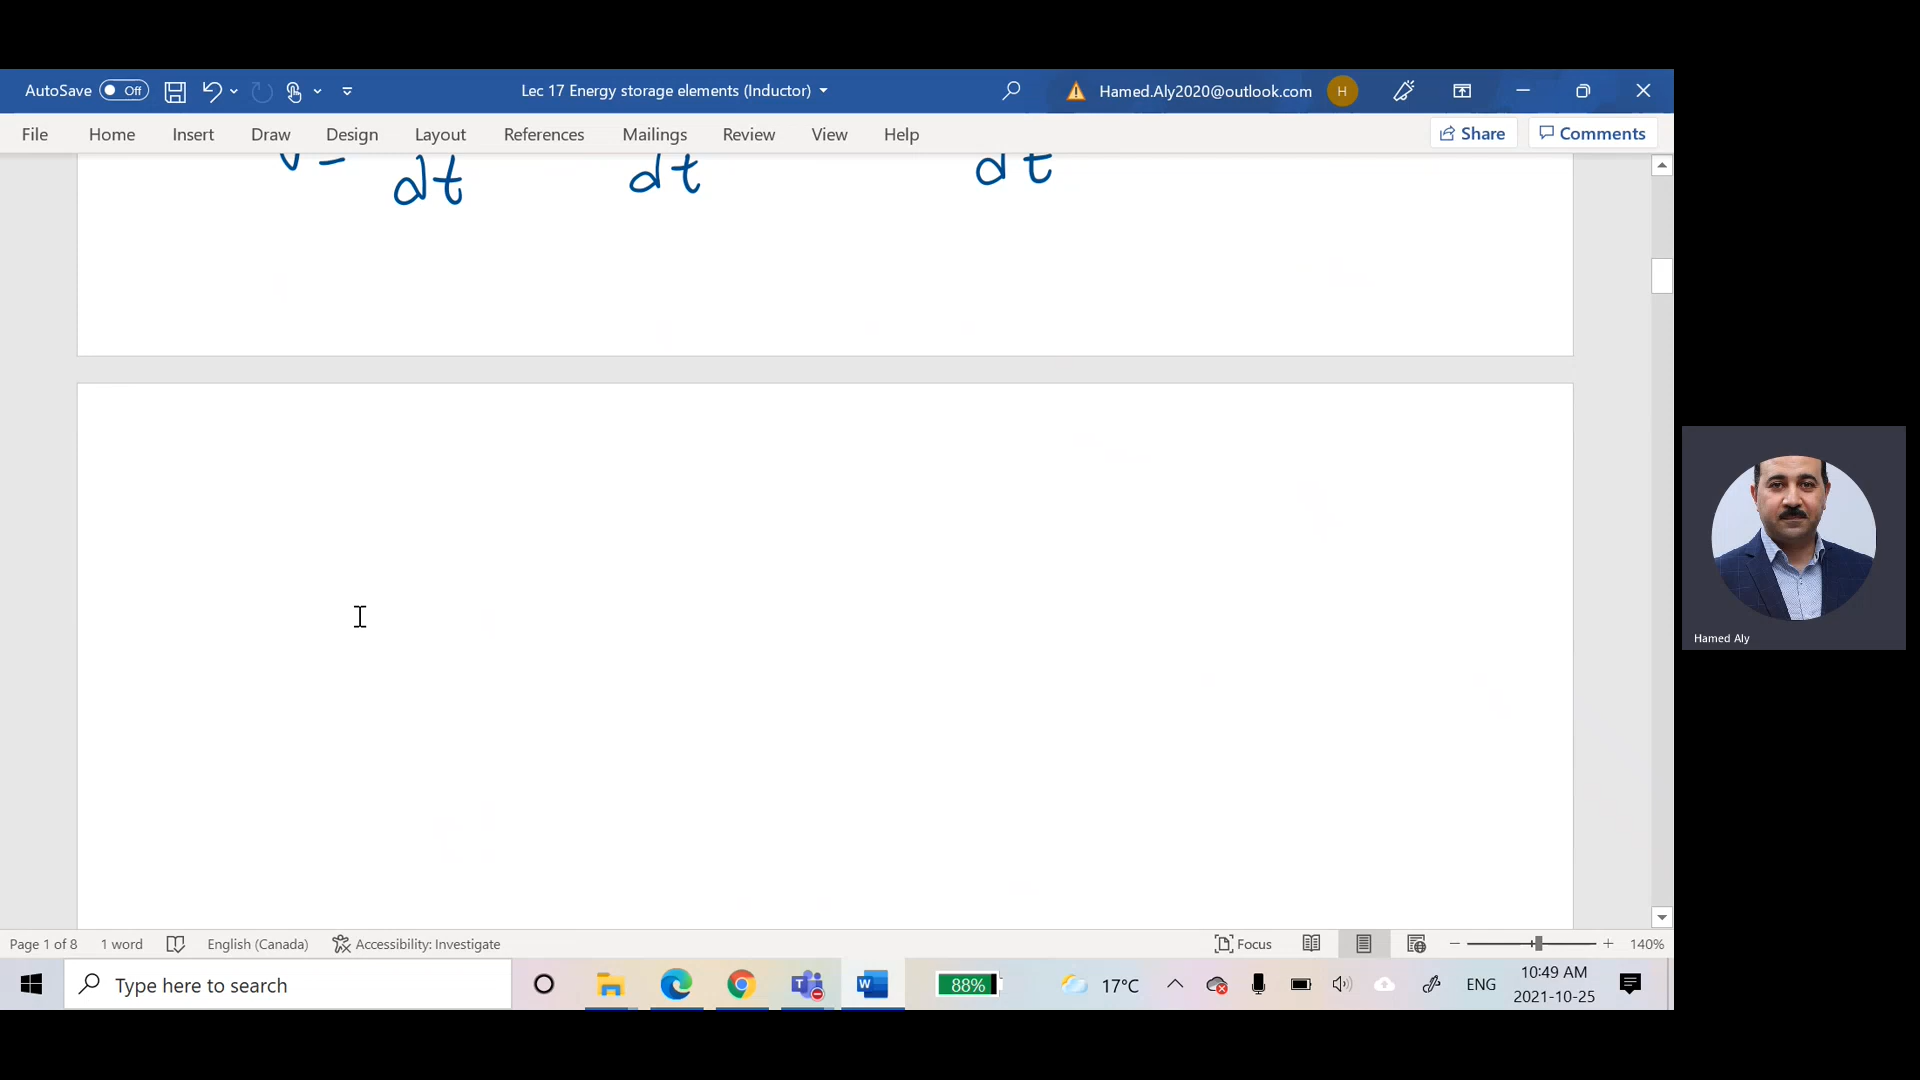 AutoSave Off Lec 17 Energy storage elements (Inductor) Hamed.Aly2020@outlook.com H
File Home Insert Draw Design Layout References Mailings Review View Help Share Comments
v =
dt dt dt
Hamed Aly
Page 1 of 8 1 word English (Canada) Accessibility: Investigate Focus 140%
Type here to search 88% 17°C ENG 10:49 AM
2021-10-25